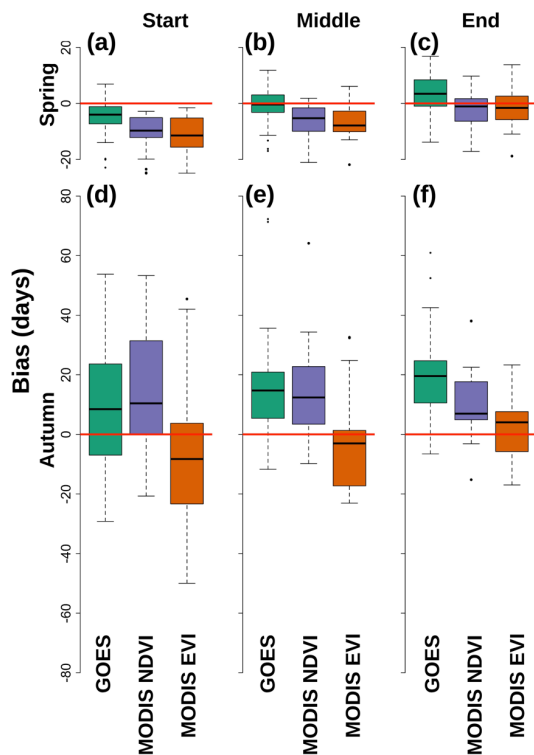 Start Middle End
(a) (b) (c)
Spring
20
0
-20
(d) (e) (f)
Bias (days)
Autumn
80
60
40
20
0
-20
-40
-60
-80
GOES MODIS NDVI MODIS EVI GOES MODIS NDVI MODIS EVI GOES MODIS NDVI MODIS EVI